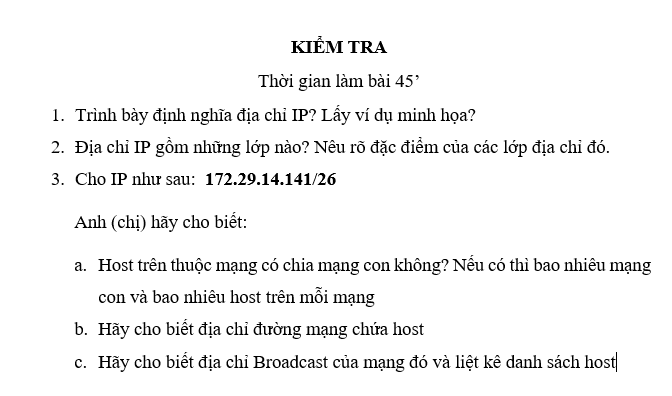 KIỂM TRA
Thời gian làm bài 45’
1. Trình bày định nghĩa địa chỉ IP? Lấy ví dụ minh họa?
2. Địa chỉ IP gồm những lớp nào? Nêu rõ đặc điểm của các lớp địa chỉ đó.
3. Cho IP như sau: 172.29.14.141/26
Anh (chị) hãy cho biết:
a. Host trên thuộc mạng có chia mạng con không? Nếu có thì bao nhiêu mạng
con và bao nhiêu host trên mỗi mạng
b. Hãy cho biết địa chỉ đường mạng chứa host
c. Hãy cho biết địa chỉ Broadcast của mạng đó và liệt kê danh sách host